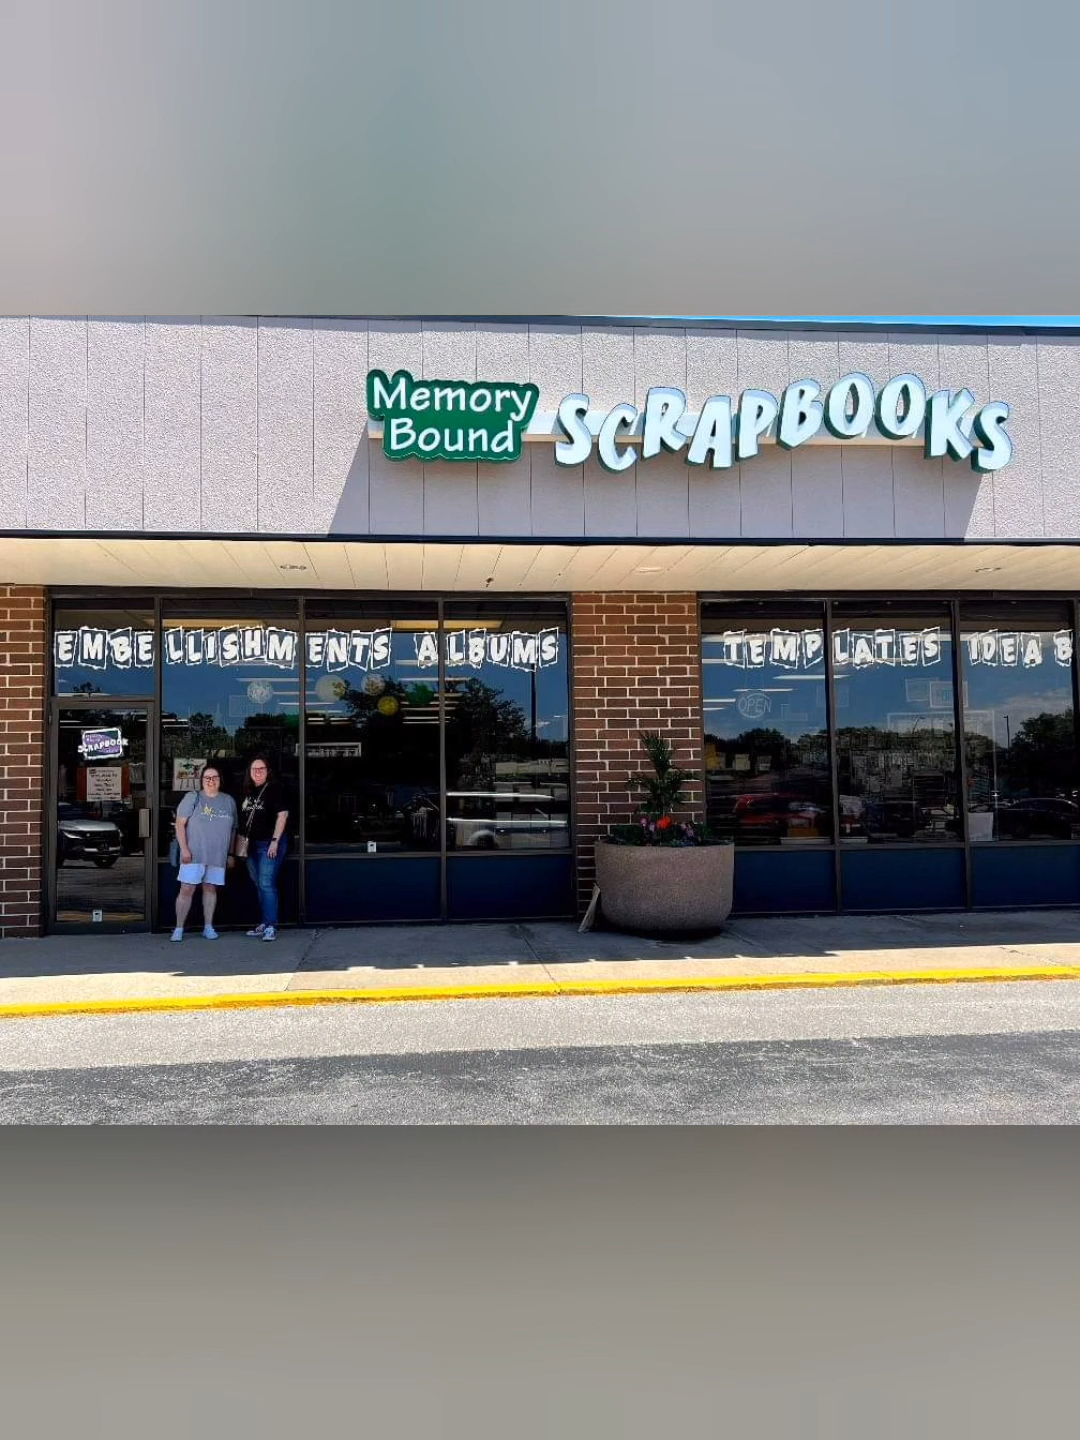 Memory
Bound
SCRAPBOOKS
EMBELLISHMENTS ALBUMS
TEMPLATES IDEA B
OPEN
SCRAPBOOK